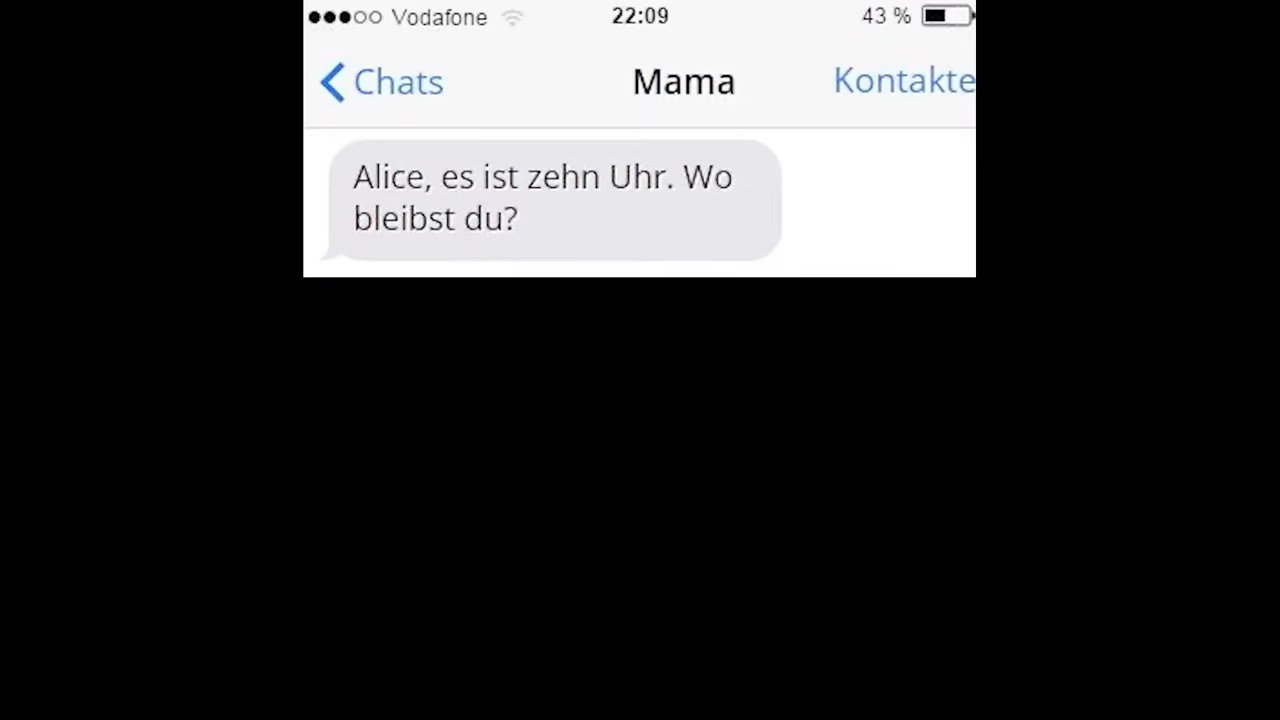 Vodafone 22:09 43 %
Chats Mama Kontakte
Alice, es ist zehn Uhr. Wo
bleibst du?